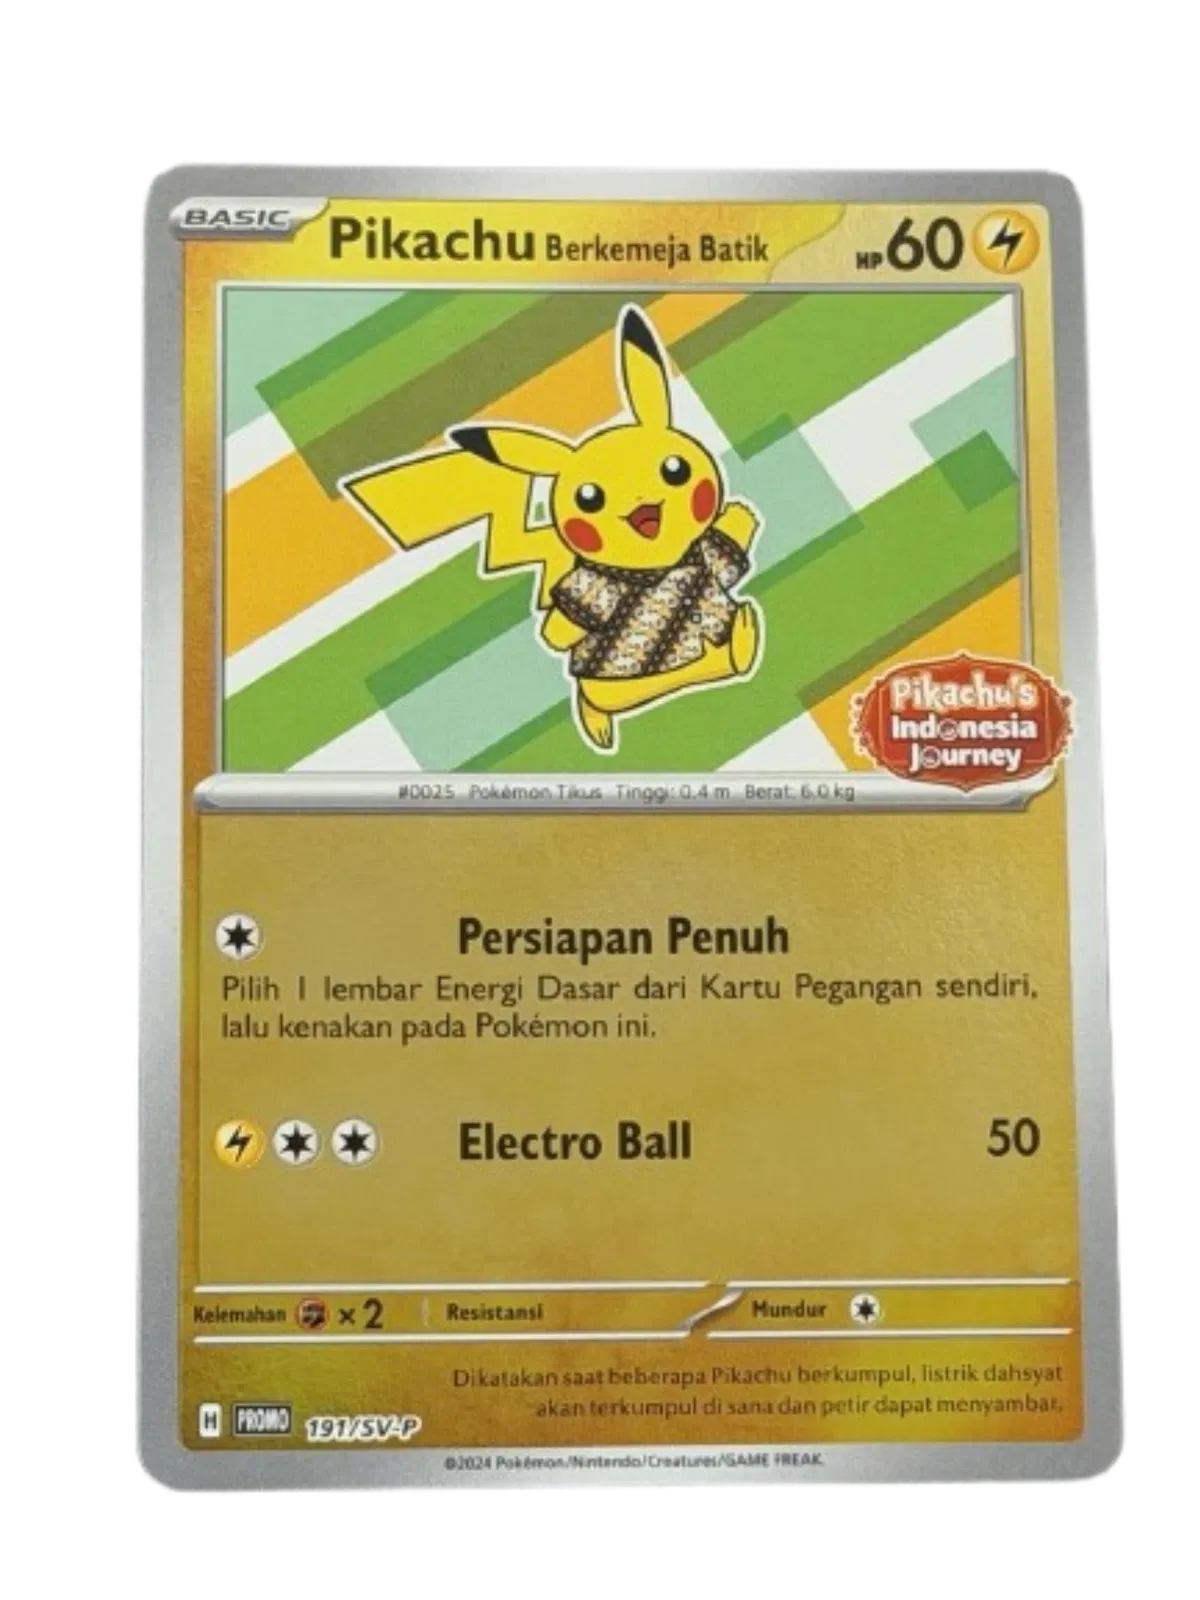 BASIC
Pikachu Berkemeja Batik
HP 60
Pikachu's
Indonesia
Journey
#0025 Pokémon Tikus Tinggi: 0.4 m Berat: 6.0 kg
Persiapan Penuh
Pilih 1 lembar Energi Dasar dari Kartu Pegangan sendiri,
lalu kenakan pada Pokémon ini.
Electro Ball 50
Kelemahan × 2 Resistansi Mundur
Dikatakan saat beberapa Pikachu berkumpul, listrik dahsyat
akan terkumpul di sana dan petir dapat menyambar.
H PROMO 191/SV-P
©2024 Pokémon/Nintendo/Creatures/GAME FREAK